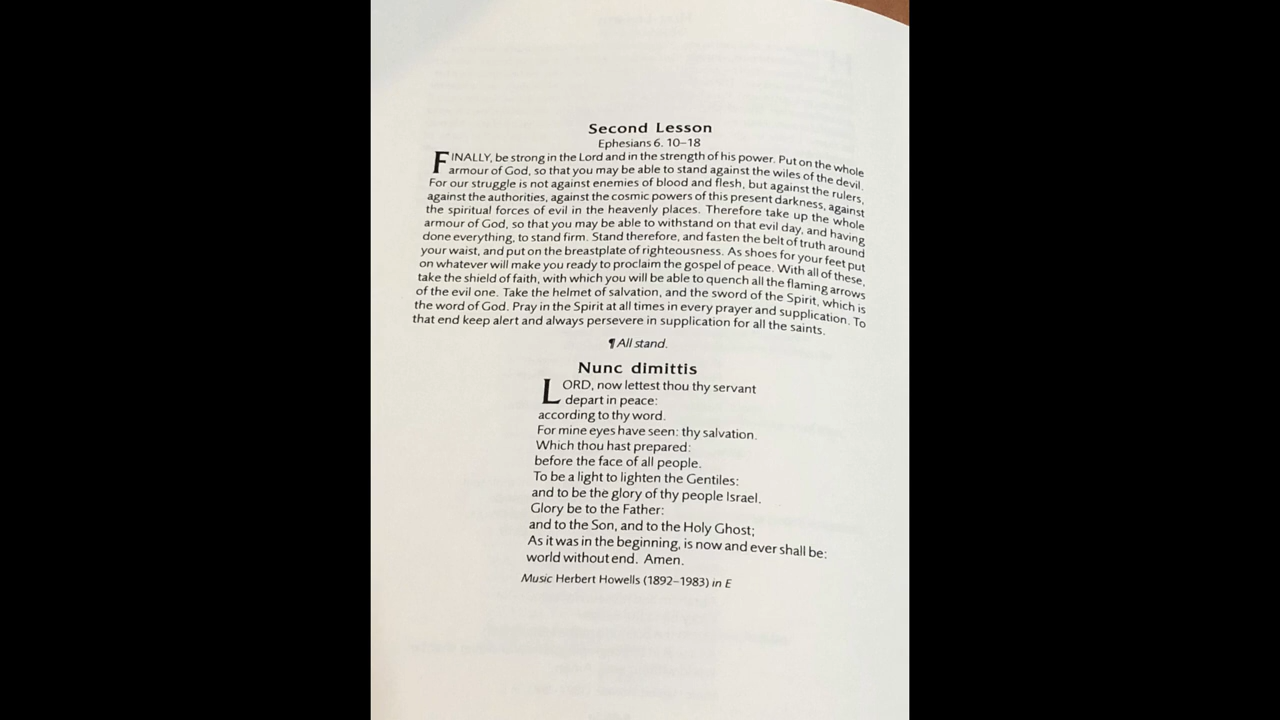 Second Lesson
Ephesians 6. 10–18
FINALLY, be strong in the Lord and in the strength of his power. Put on the whole
armour of God, so that you may be able to stand against the wiles of the devil.
For our struggle is not against enemies of blood and flesh, but against the rulers,
against the authorities, against the cosmic powers of this present darkness, against
the spiritual forces of evil in the heavenly places. Therefore take up the whole
armour of God, so that you may be able to withstand on that evil day, and having
done everything, to stand firm. Stand therefore, and fasten the belt of truth around
your waist, and put on the breastplate of righteousness. As shoes for your feet put
on whatever will make you ready to proclaim the gospel of peace. With all of these,
take the shield of faith, with which you will be able to quench all the flaming arrows
of the evil one. Take the helmet of salvation, and the sword of the Spirit, which is
the word of God. Pray in the Spirit at all times in every prayer and supplication. To
that end keep alert and always persevere in supplication for all the saints.
¶ All stand.
Nunc dimittis
LORD, now lettest thou thy servant
depart in peace:
according to thy word.
For mine eyes have seen: thy salvation.
Which thou hast prepared:
before the face of all people.
To be a light to lighten the Gentiles:
and to be the glory of thy people Israel.
Glory be to the Father:
and to the Son, and to the Holy Ghost;
As it was in the beginning, is now and ever shall be:
world without end. Amen.
Music Herbert Howells (1892–1983) in E